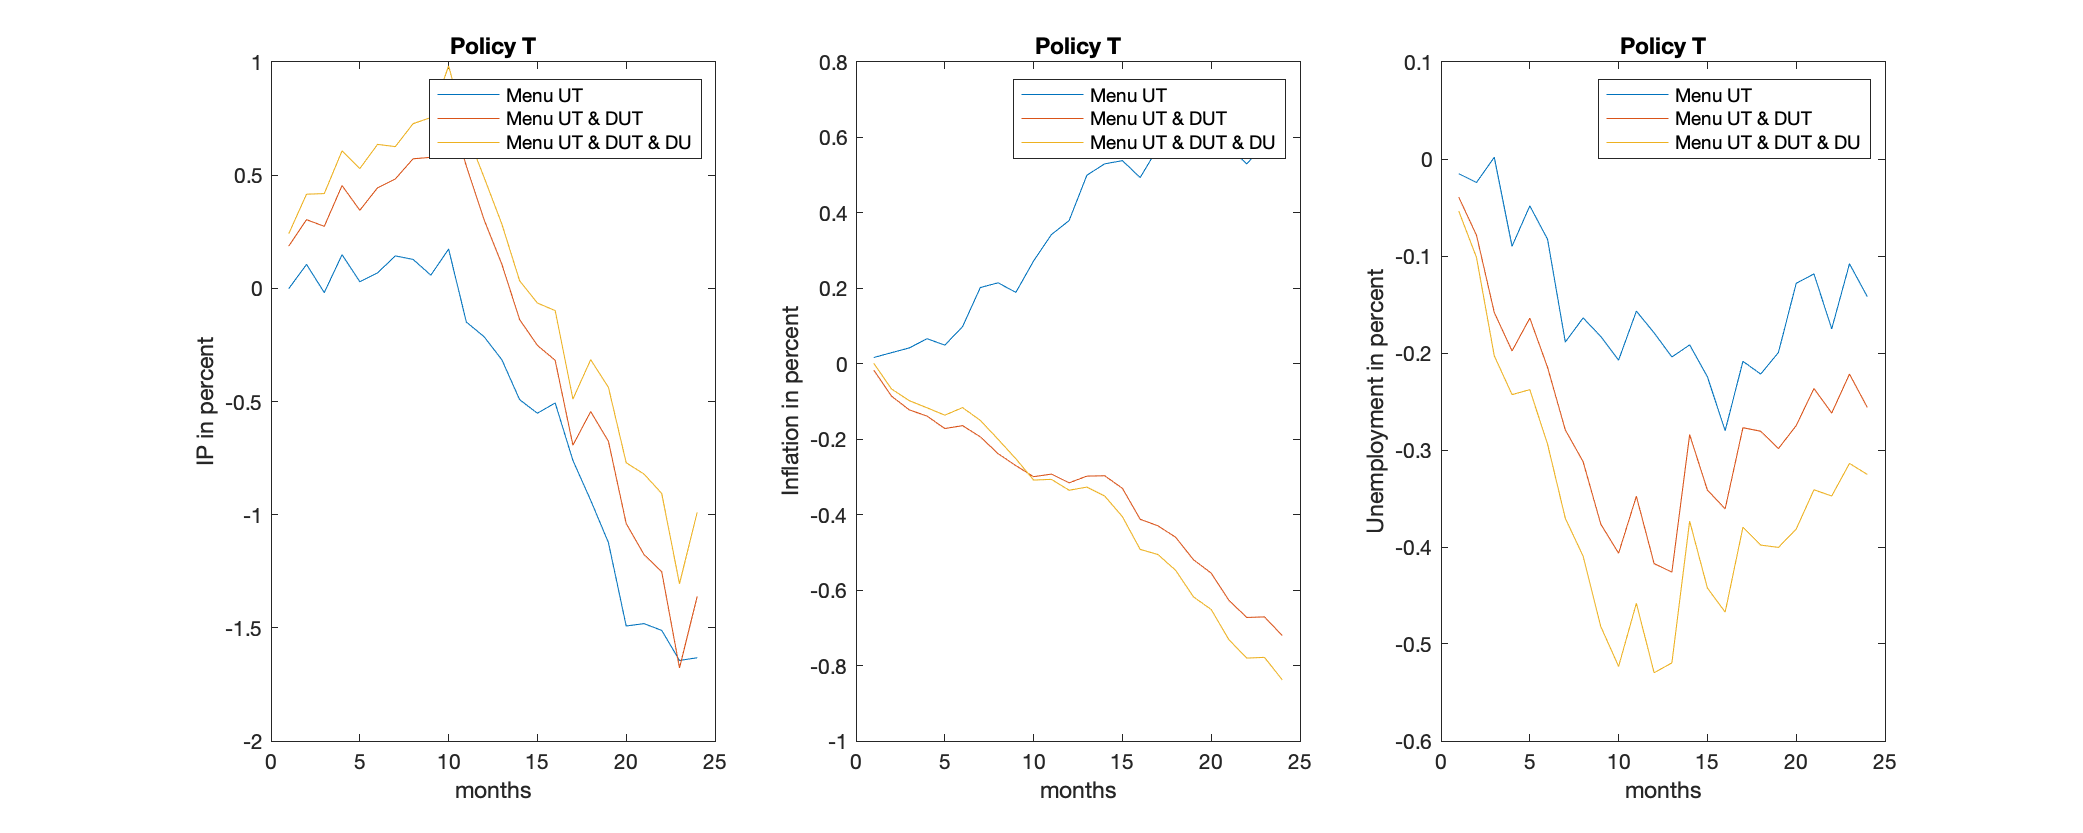 Policy T
1
0.5
0
-0.5
-1
-1.5
-2
0 5 10 15 20 25
months
IP in percent
Menu UT
Menu UT & DUT
Menu UT & DUT & DU
Policy T
0.8
0.6
0.4
0.2
0
-0.2
-0.4
-0.6
-0.8
-1
0 5 10 15 20 25
months
Inflation in percent
Menu UT
Menu UT & DUT
Menu UT & DUT & DU
Policy T
0.1
0
-0.1
-0.2
-0.3
-0.4
-0.5
-0.6
0 5 10 15 20 25
months
Unemployment in percent
Menu UT
Menu UT & DUT
Menu UT & DUT & DU